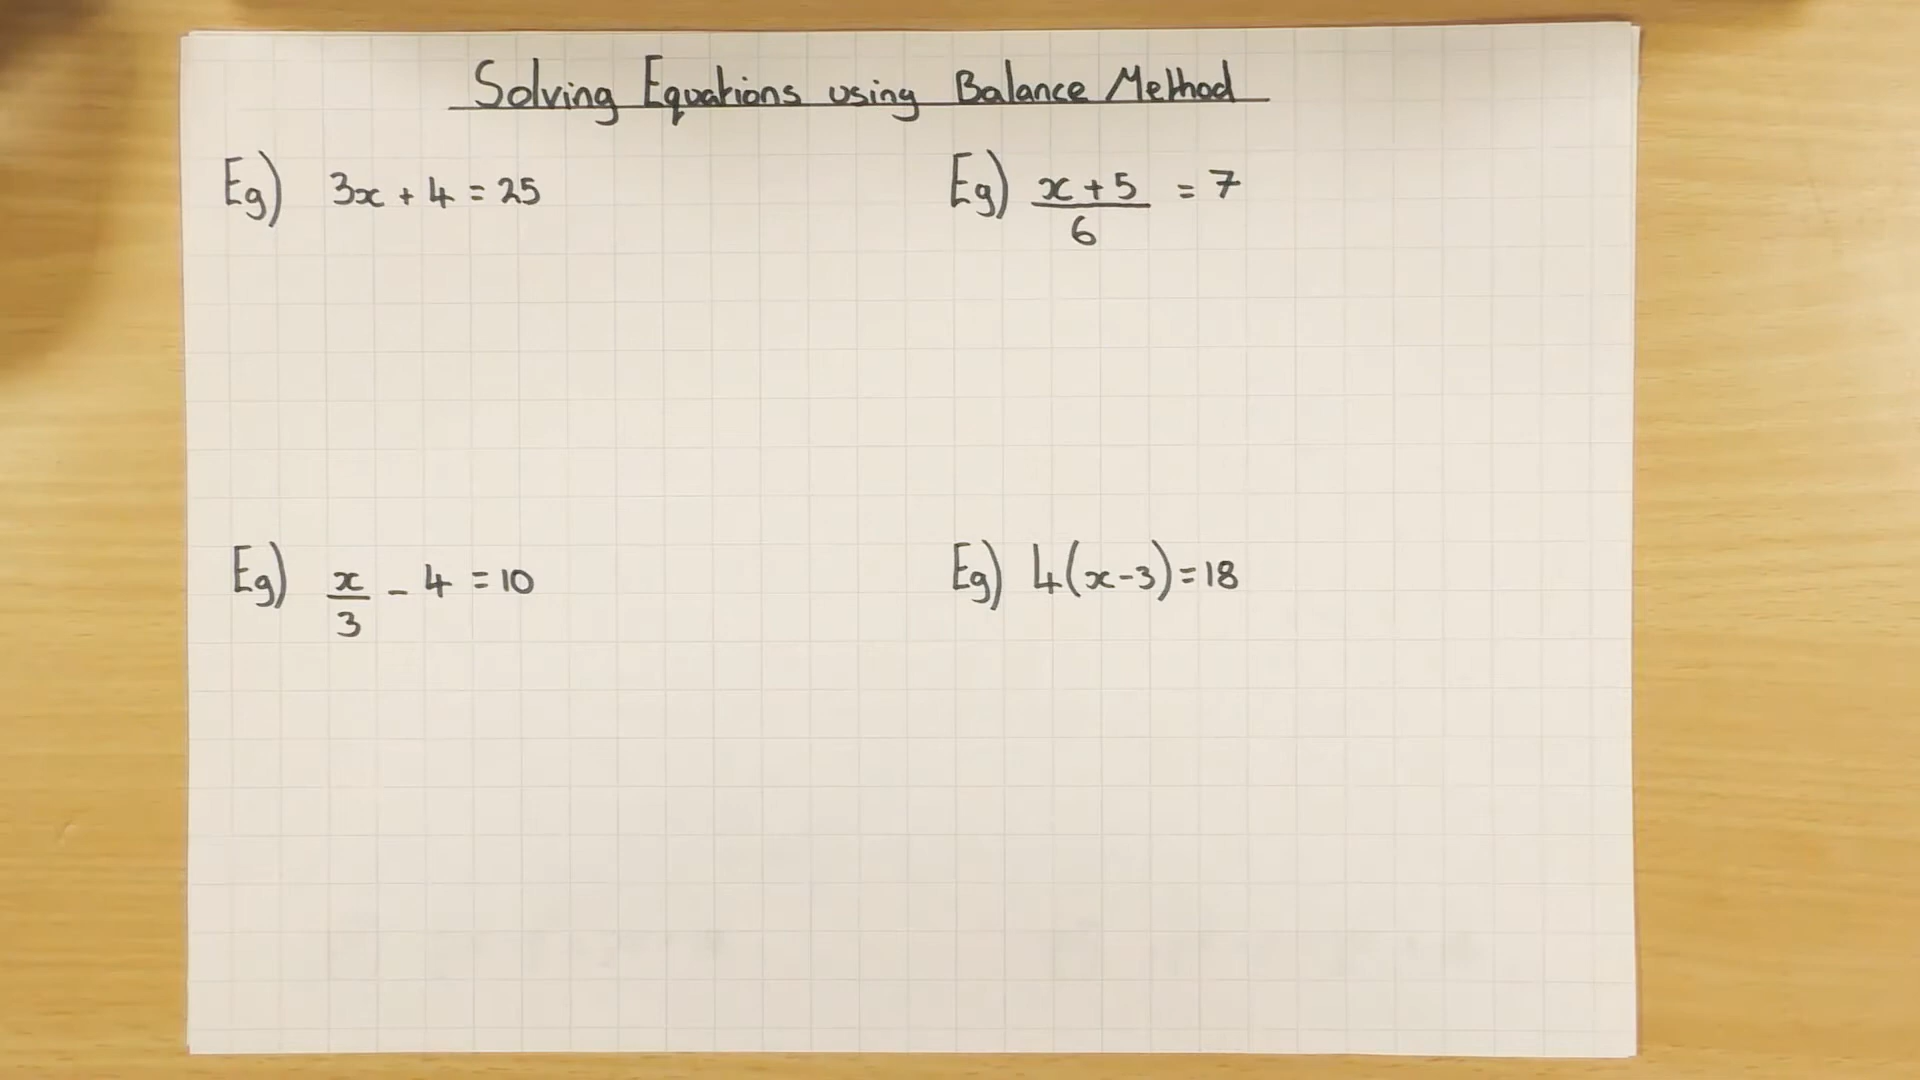 Solving Equations using Balance Method
Eg) 3x + 4 = 25
Eg) x + 5 / 6 = 7
Eg) x / 3 - 4 = 10
Eg) 4(x-3) = 18